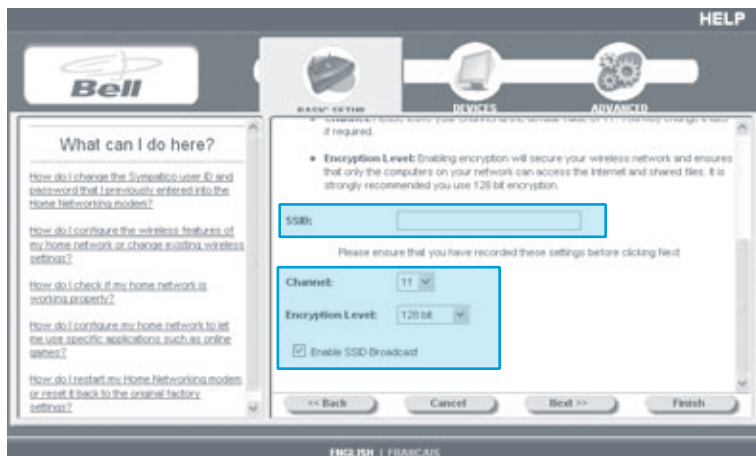 HELP
Bell
BASIC SETUP
DEVICES
ADVANCED
What can I do here?
How do I change the Sympatico user ID and
password that I previously entered into the
Home Networking modem?
How do I configure the wireless features of
my home network or change existing wireless
settings?
How do I check if my home network is
working properly?
How do I configure my home network to let
me use specific applications such as online
games?
How do I restart my Home Networking modem
or reset it back to the original factory
settings?
if required.
• Encryption Level: Enabling encryption will secure your wireless network and ensures
that only the computers on your network can access the Internet and shared files. It is
strongly recommended you use 128 bit encryption.
SSID:
Please ensure that you have recorded these settings before clicking Next
Channel: 11
Encryption Level: 128 bit
Enable SSID Broadcast
<< Back
Cancel
Next >>
Finish
ENGLISH | FRANCAIS